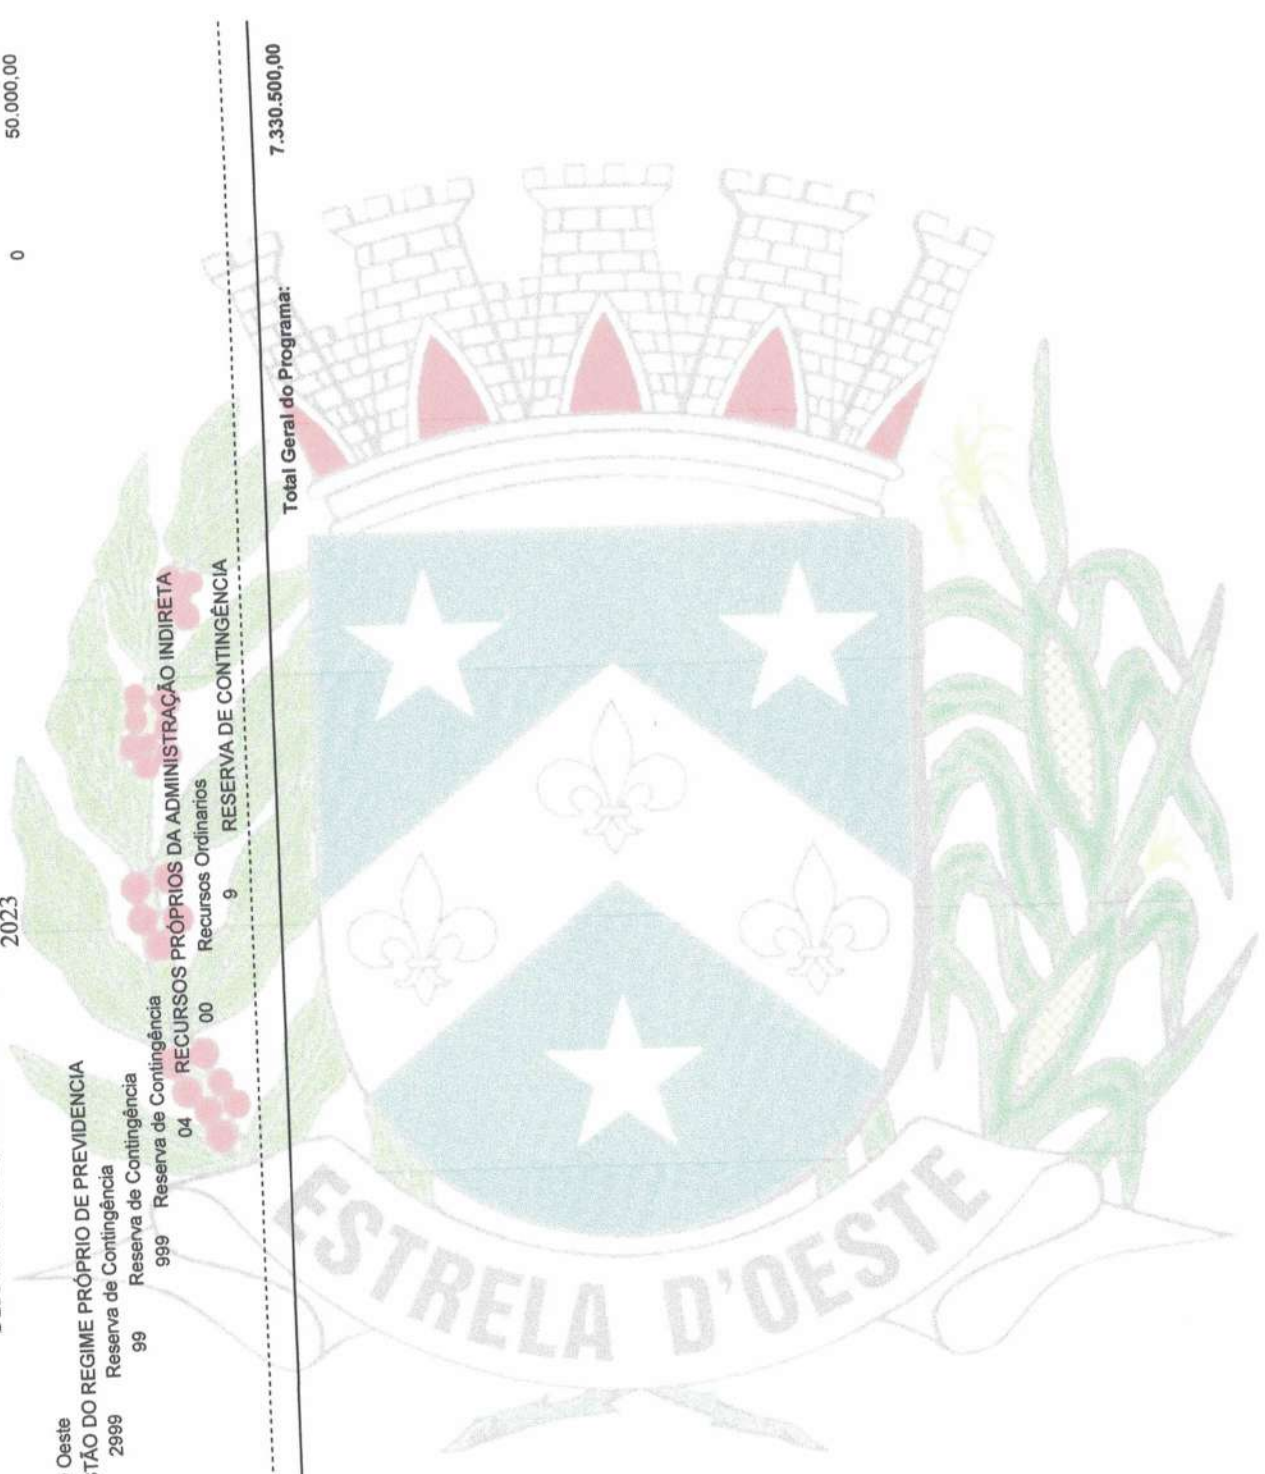 2023
0 50.000,00
Oeste
STÃO DO REGIME PRÓPRIO DE PREVIDENCIA
2999 Reserva de Contingência
99 Reserva de Contingência
999 Reserva de Contingência
04 RECURSOS PRÓPRIOS DA ADMINISTRAÇÃO INDIRETA
00 Recursos Ordinarios
9 RESERVA DE CONTINGÊNCIA
Total Geral do Programa: 7.330.500,00
ESTRELA D'OESTE